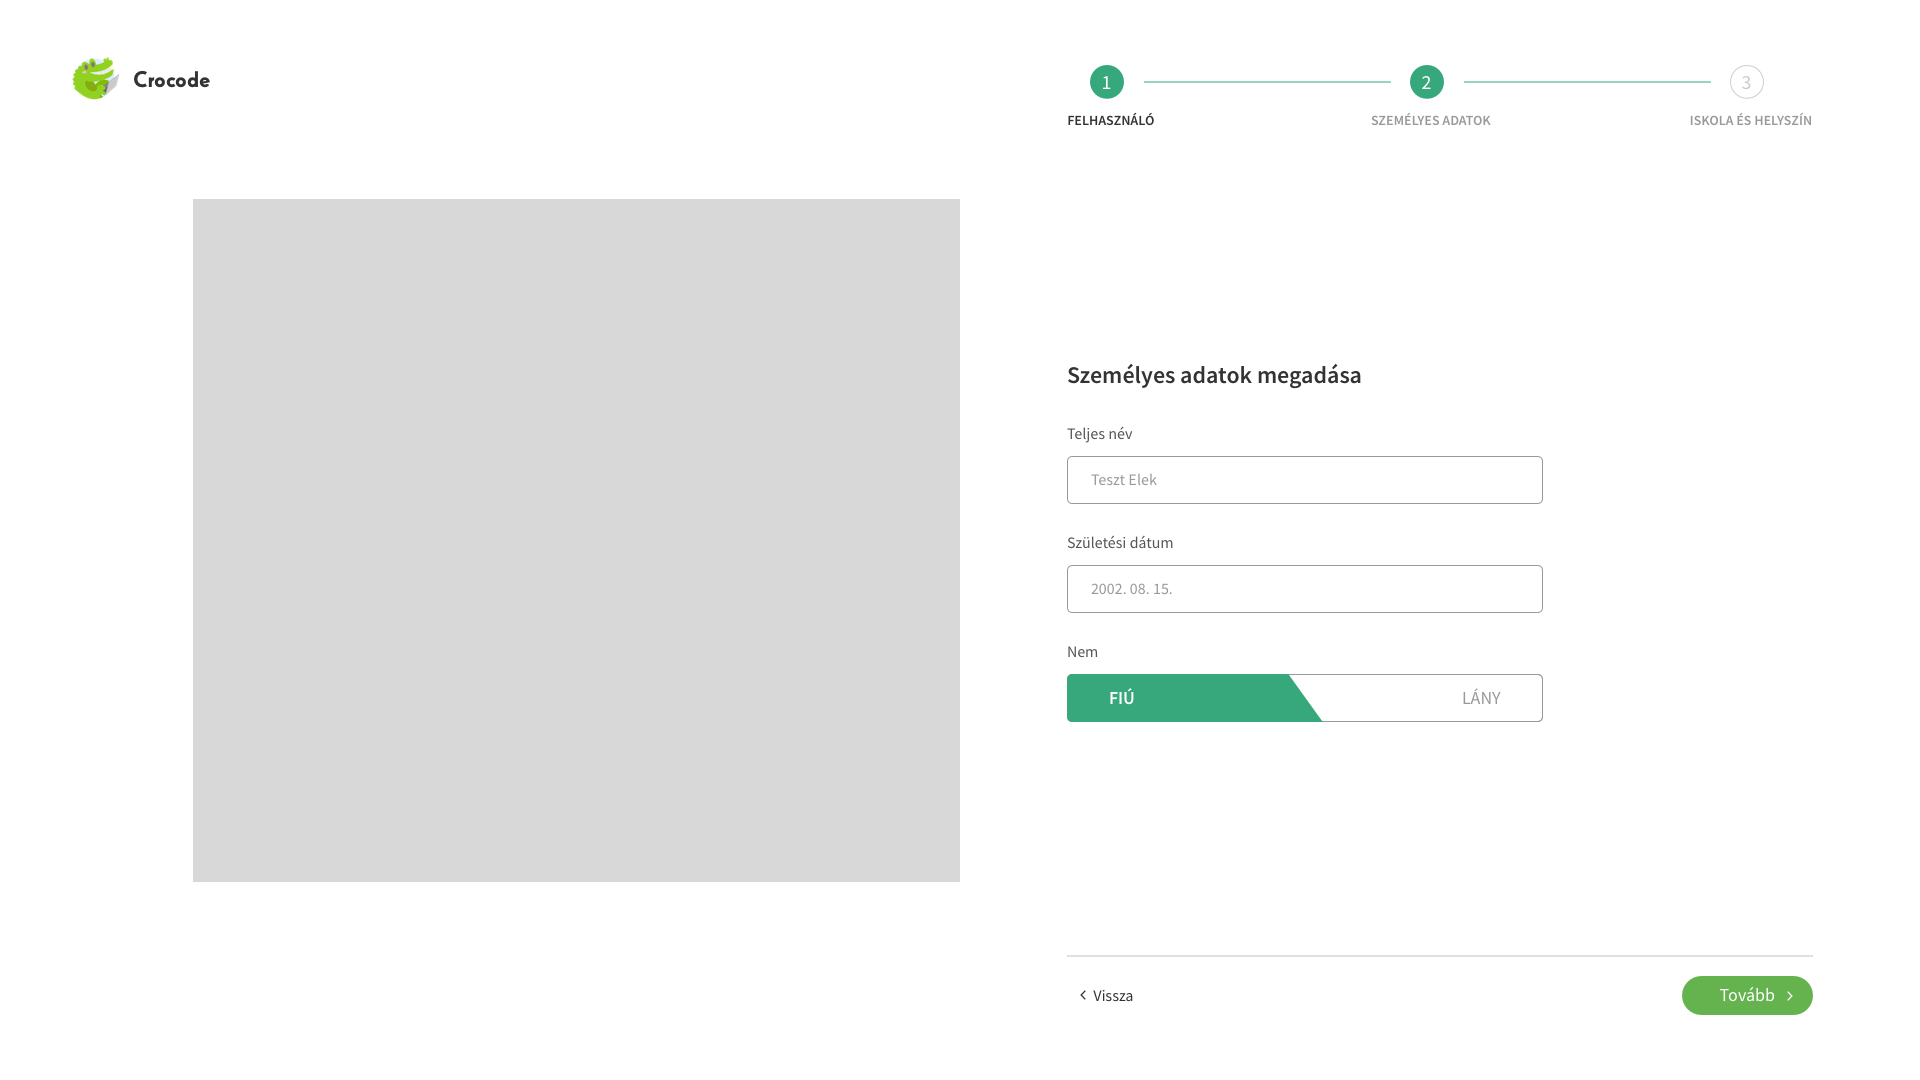 Crocode
1
2
3
FELHASZNÁLÓ
SZEMÉLYES ADATOK
ISKOLA ÉS HELYSZÍN
Személyes adatok megadása
Teljes név
Teszt Elek
Születési dátum
2002. 08. 15.
Nem
FIÚ
LÁNY
Vissza
Tovább